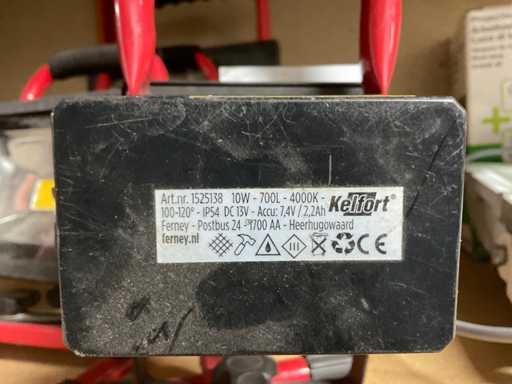 Art.nr. 1525138 10W - 700L - 4000K - Kelfort®
100-120° - IP54 DC 13V - Accu: 7,4V / 2,2Ah
Ferney - Postbus 24 - 1700 AA - Heerhugowaard
ferney.nl
CE